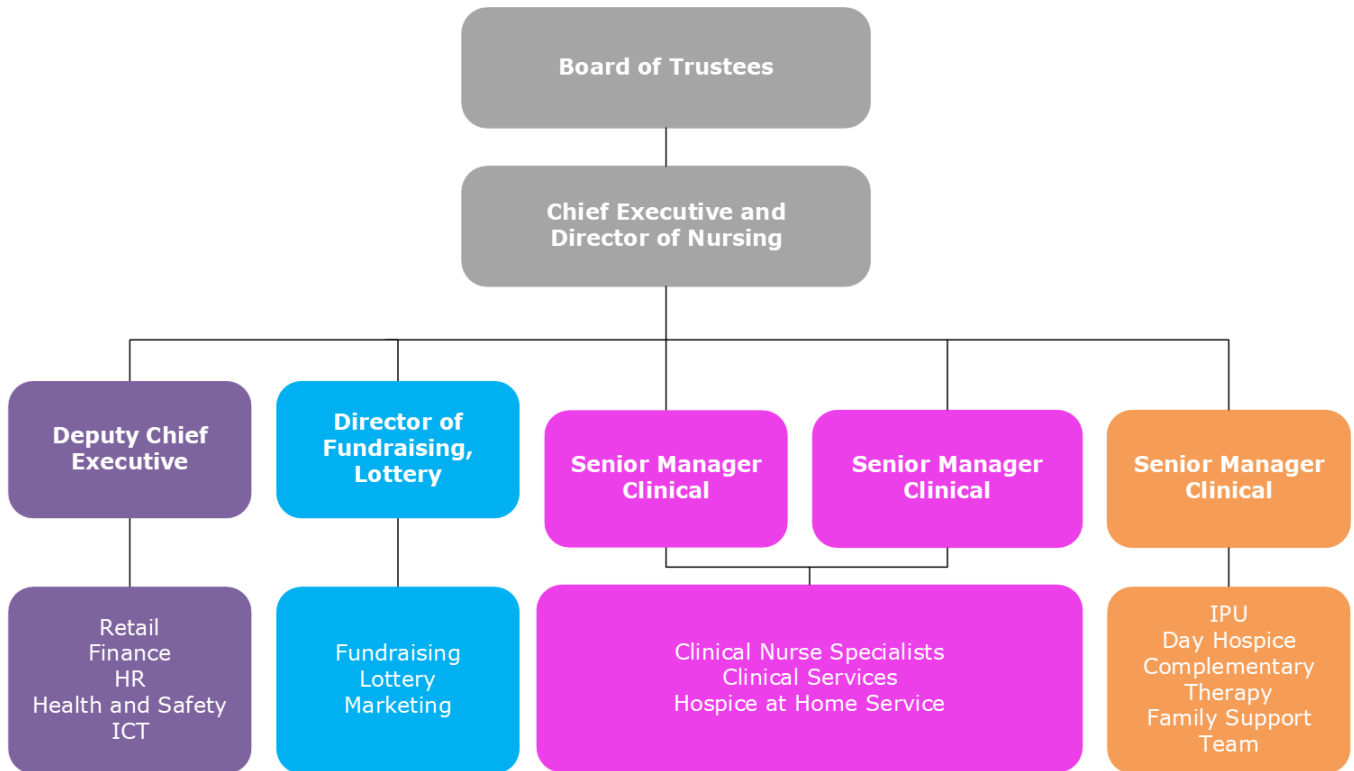 Board of Trustees
Chief Executive and
Director of Nursing
Deputy Chief
Executive
Director of
Fundraising,
Lottery
Senior Manager
Clinical
Senior Manager
Clinical
Senior Manager
Clinical
Retail
Finance
HR
Health and Safety
ICT
Fundraising
Lottery
Marketing
Clinical Nurse Specialists
Clinical Services
Hospice at Home Service
IPU
Day Hospice
Complementary
Therapy
Family Support
Team